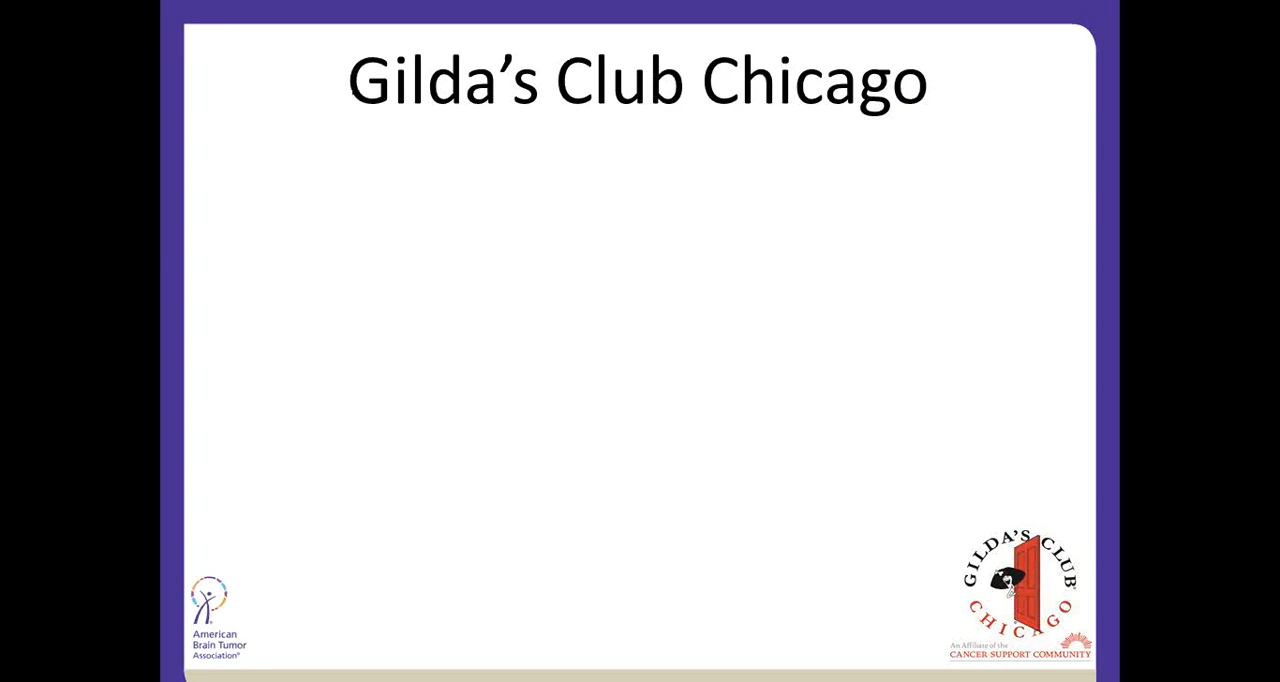 Gilda’s Club Chicago
GILDA'S CLUB®
CHICAGO
American
Brain Tumor
Association®
An Affiliate of the
CANCER SUPPORT COMMUNITY